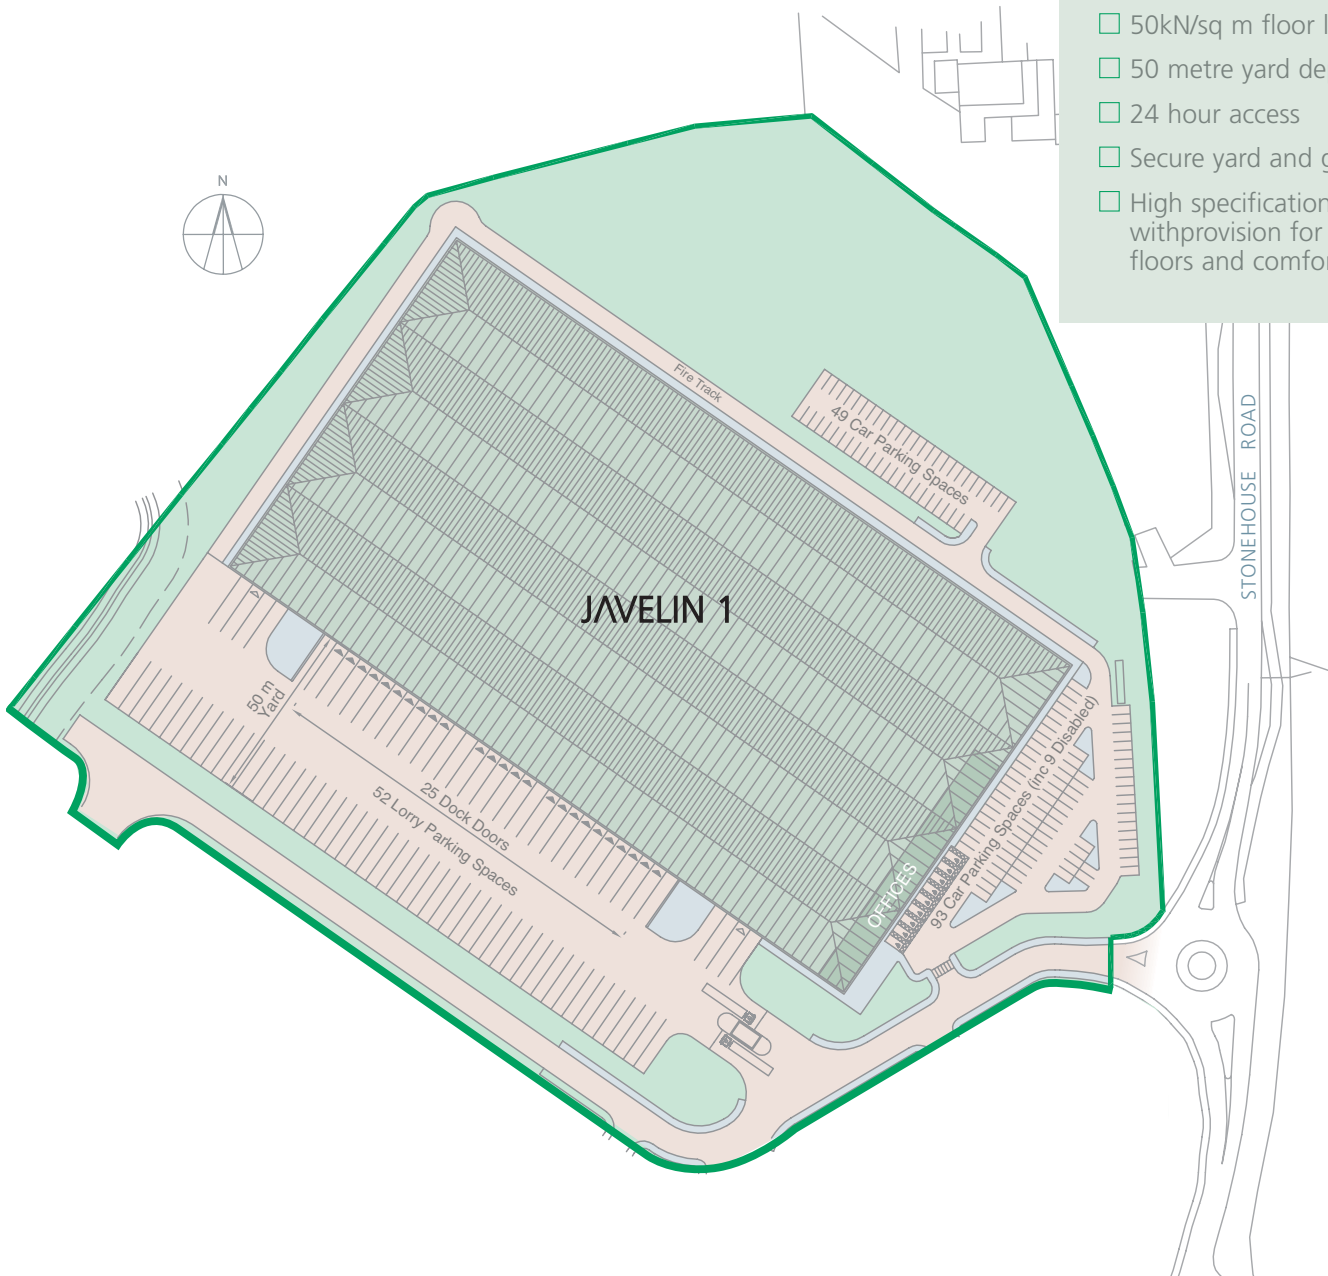 50kN/sq m floor
50 metre yard
24 hour access
Secure yard and
High specification
withprovision for
floors and
N
Fire Track
49 Car Parking Spaces
STONEHOUSE ROAD
JAVELIN 1
50 m
Yard
25 Dock Doors
52 Lorry Parking Spaces
OFFICES
93 Car Parking Spaces (inc 9 Disabled)